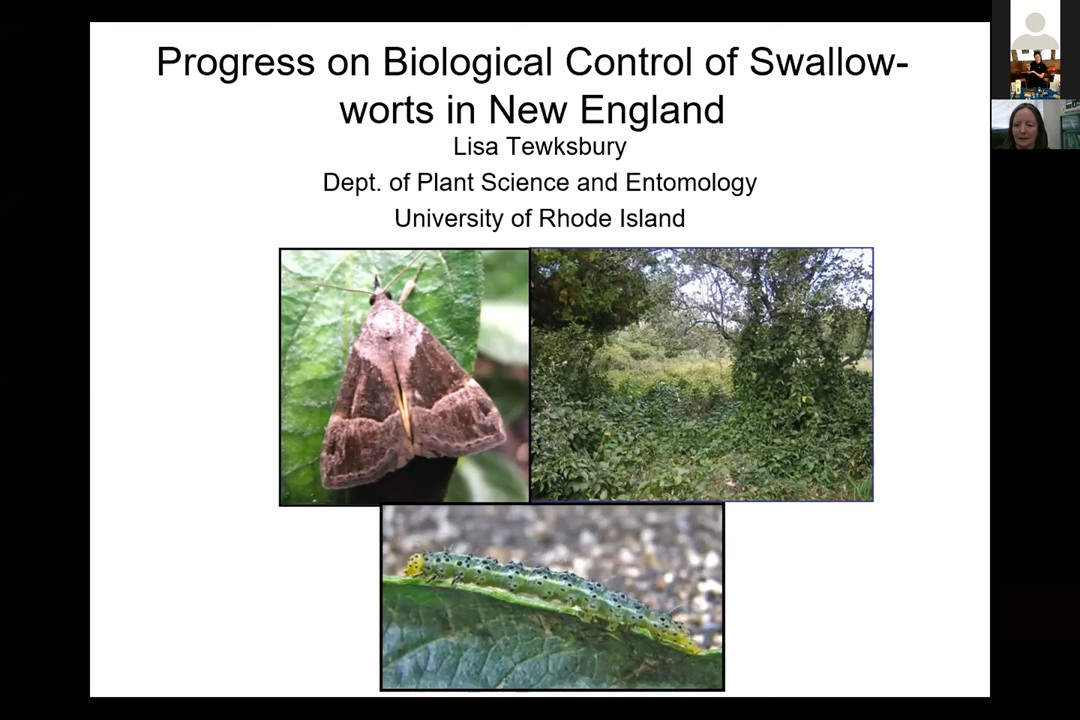 Progress on Biological Control of Swallow-
worts in New England
Lisa Tewksbury
Dept. of Plant Science and Entomology
University of Rhode Island